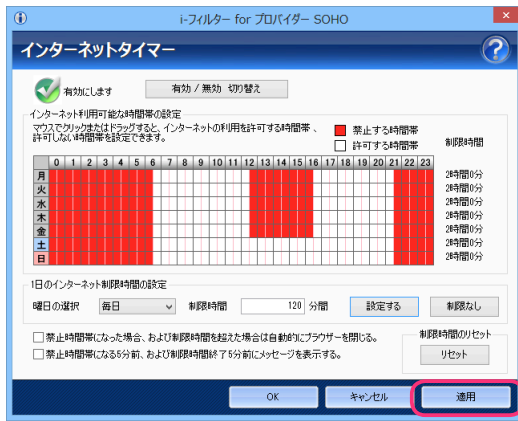 i-フィルター for プロバイダー SOHO
インターネットタイマー
有効にします
有効 / 無効 切り替え
インターネット利用可能な時間帯の設定
マウスでクリックまたはドラッグすると、インターネットの利用を許可する時間帯、
許可しない時間帯を設定できます。
禁止する時間帯
許可する時間帯
制限時間
0 1 2 3 4 5 6 7 8 9 10 11 12 13 14 15 16 17 18 19 20 21 22 23
月 2時間0分
火 2時間0分
水 2時間0分
木 2時間0分
金 2時間0分
土 2時間0分
日 2時間0分
1日のインターネット制限時間の設定
曜日の選択 毎日 制限時間 120 分間 設定する 制限なし
禁止時間帯になった場合、および制限時間を超えた場合は自動的にブラウザーを閉じる。
禁止時間帯になる5分前、および制限時間終了5分前にメッセージを表示する。
制限時間のリセット
リセット
OK キャンセル 適用